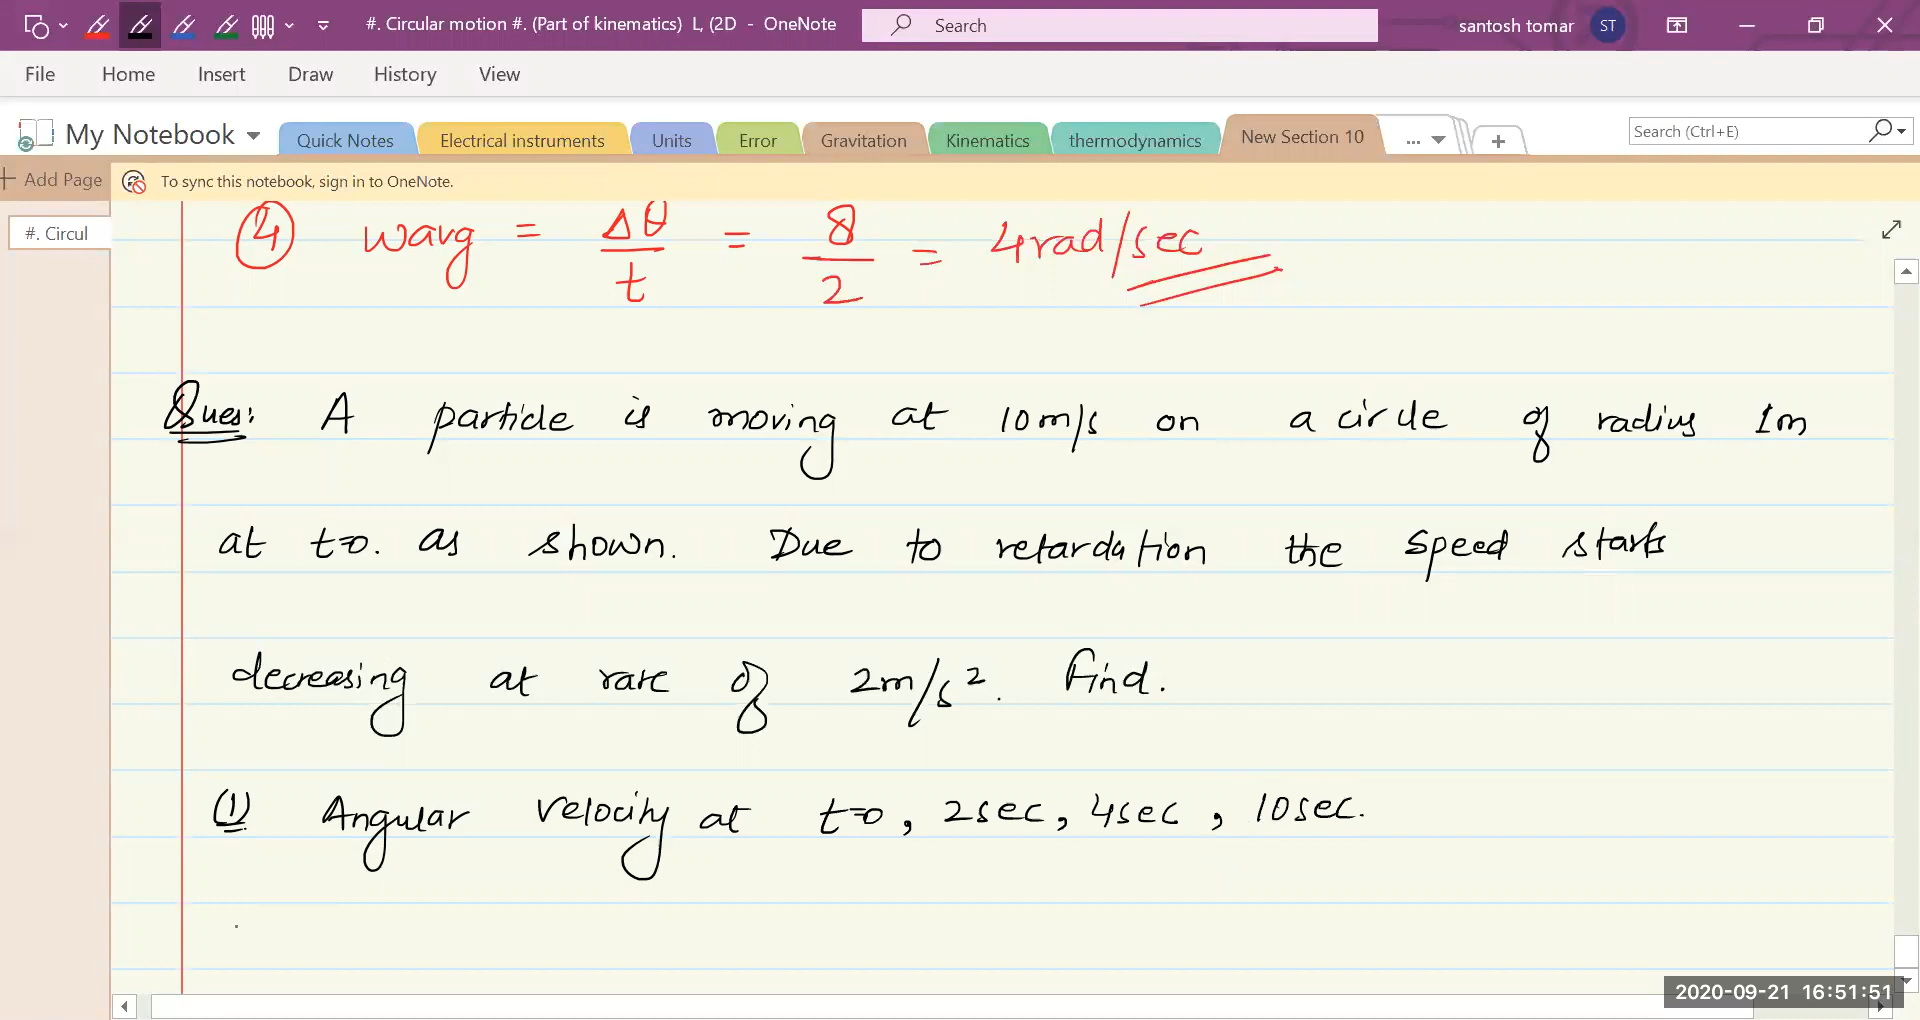 #. Circular motion #. (Part of kinematics) L, (2D - OneNote
Search
santosh tomar
ST
File
Home
Insert
Draw
History
View
My Notebook
Quick Notes
Electrical instruments
Units
Error
Gravitation
Kinematics
thermodynamics
New Section 10
...
Search (Ctrl+E)
Add Page
To sync this notebook, sign in to OneNote.
#. Circul
④ wavg = Δθ/t = 8/2 = 4rad/sec
Ques: A particle is moving at 10m/s on a circle of radius 1m
at t=0. as shown. Due to retardation the speed starts
decreasing at rate of 2m/s². Find.
(1) Angular velocity at t=0, 2sec, 4sec, 10sec.
2020-09-21 16:51:51